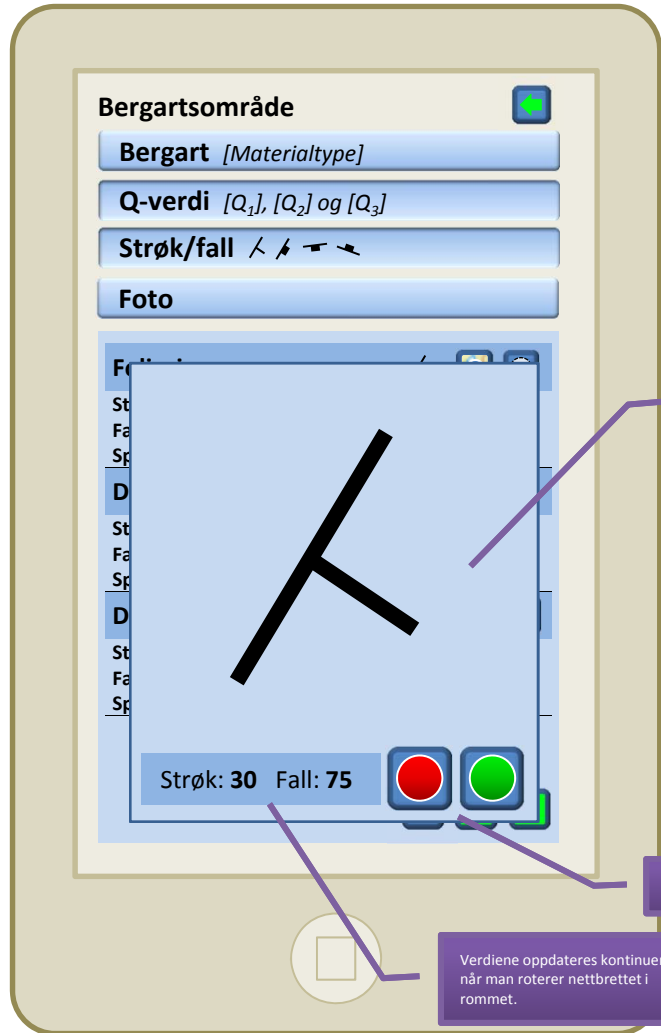 Bergartsområde
Bergart [Materialtype]
Q-verdi [Q₁], [Q₂] og [Q₃]
Strøk/fall
Foto
Strøk: 30 Fall: 75
Verdiene oppdateres
når man roterer nettbrettet i
rommet.